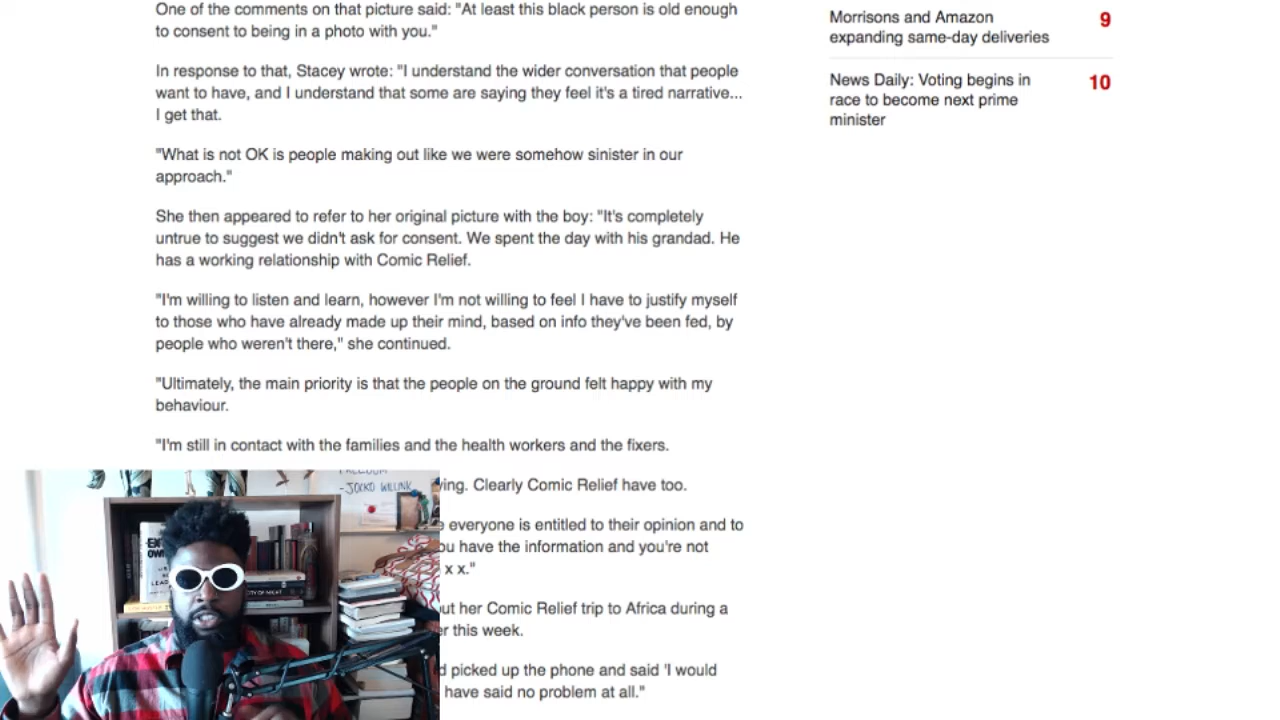 One of the comments on that picture said: "At least this black person is old enough
to consent to being in a photo with you."
In response to that, Stacey wrote: "I understand the wider conversation that people
want to have, and I understand that some are saying they feel it's a tired narrative...
I get that.
"What is not OK is people making out like we were somehow sinister in our
approach."
She then appeared to refer to her original picture with the boy: "It's completely
untrue to suggest we didn't ask for consent. We spent the day with his grandad. He
has a working relationship with Comic Relief.
"I'm willing to listen and learn, however I'm not willing to feel I have to justify myself
to those who have already made up their mind, based on info they've been fed, by
people who weren't there," she continued.
"Ultimately, the main priority is that the people on the ground felt happy with my
behaviour.
"I'm still in contact with the families and the health workers and the fixers.
ving. Clearly Comic Relief have too.
e everyone is entitled to their opinion and to
ou have the information and you're not
x x."
ut her Comic Relief trip to Africa during a
er this week.
d picked up the phone and said 'I would
have said no problem at all."
Morrisons and Amazon 9
expanding same-day deliveries
News Daily: Voting begins in 10
race to become next prime
minister
- JOCKO WILLINK